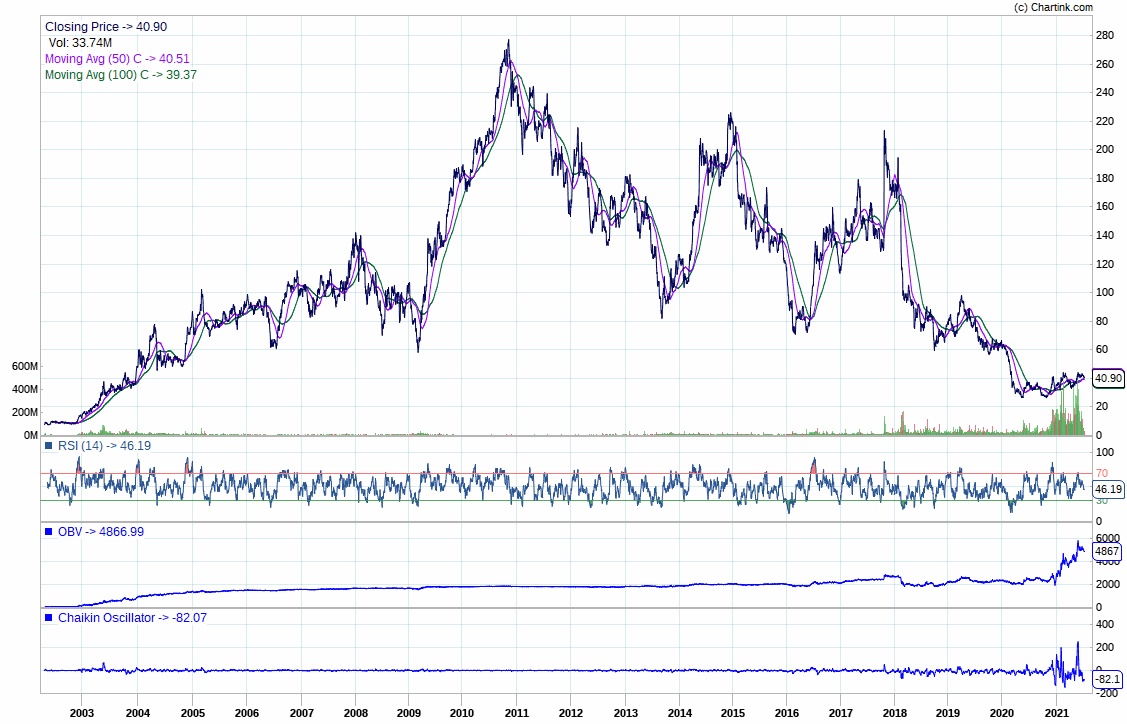 (c) Chartink.com
Closing Price -> 40.90
Vol: 33.74M
Moving Avg (50) C -> 40.51
Moving Avg (100) C -> 39.37
280
260
240
220
200
180
160
140
120
100
80
60
40.90
20
0
600M
400M
200M
0M
RSI (14) -> 46.19
100
70
46.19
30
0
OBV -> 4866.99
6000
4867
4000
2000
0
Chaikin Oscillator -> -82.07
400
200
0
-82.1
-200
2003 2004 2005 2006 2007 2008 2009 2010 2011 2012 2013 2014 2015 2016 2017 2018 2019 2020 2021